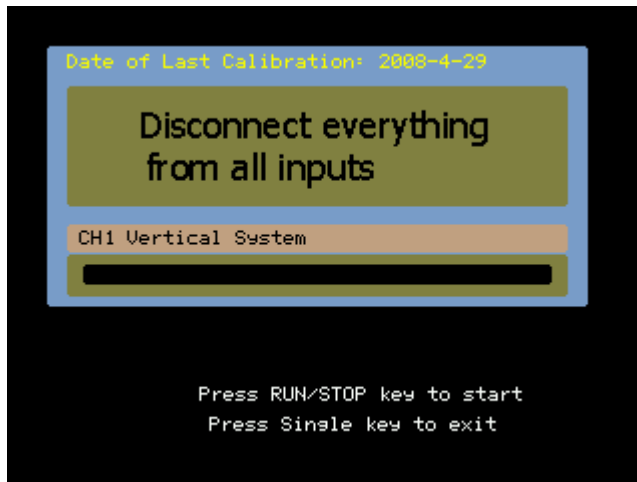 Date of Last Calibration: 2008-4-29
Disconnect everything
from all inputs
CH1 Vertical System
Press RUN/STOP key to start
Press Single key to exit